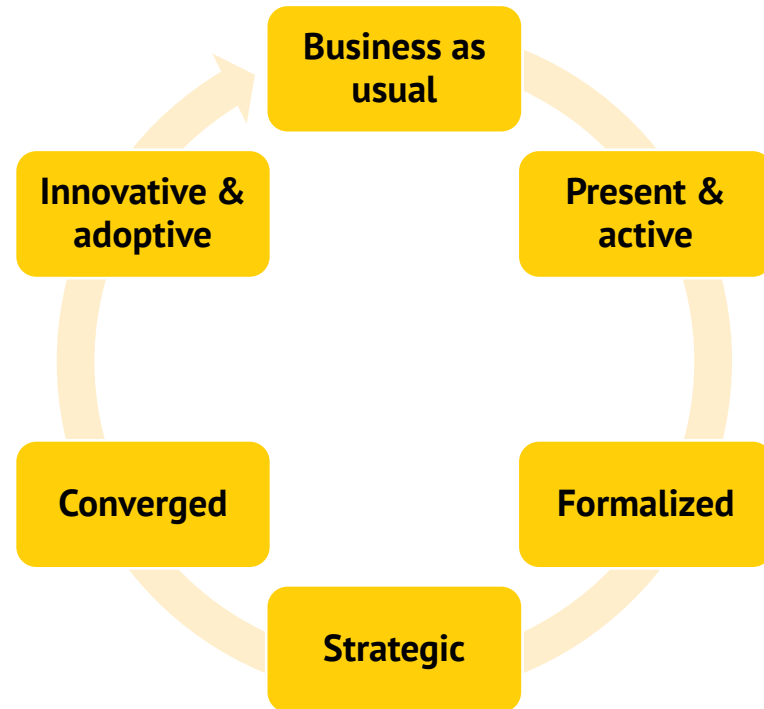 Business as
usual
Present &
active
Formalized
Strategic
Converged
Innovative &
adoptive